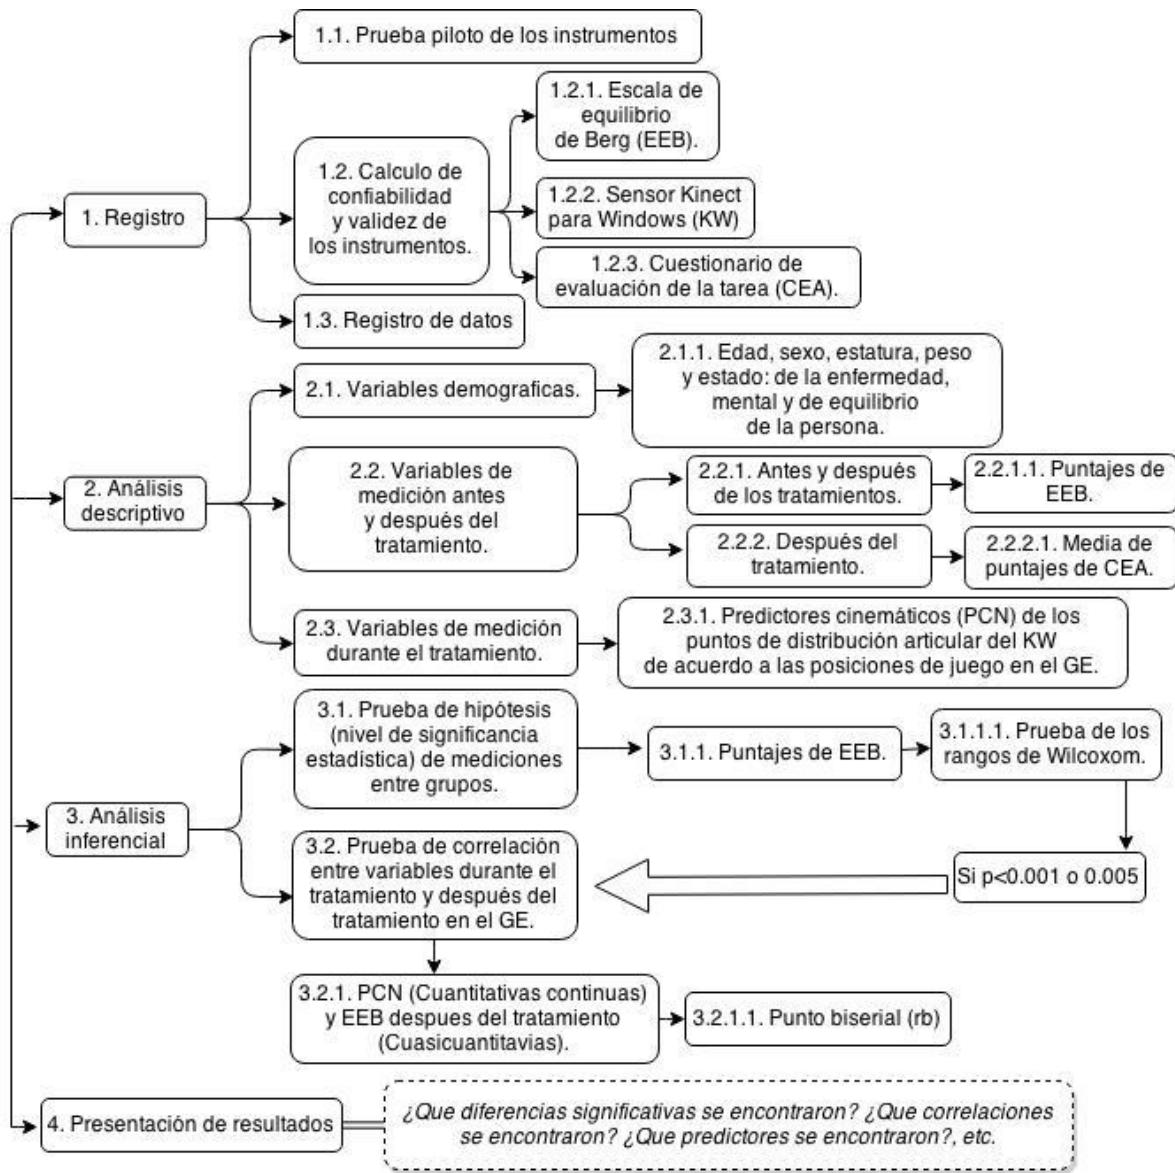 1.1. Prueba piloto de los instrumentos
1.2.1. Escala de
equilibrio
de Berg (EEB).
1.2. Calculo de
confiabilidad
y validez de
los instrumentos.
1.2.2. Sensor Kinect
para Windows (KW)
1. Registro
1.2.3. Cuestionario de
evaluación de la tarea (CEA).
1.3. Registro de datos
2.1.1. Edad, sexo, estatura, peso
y estado: de la enfermedad,
mental y de equilibrio
de la persona.
2.1. Variables demograficas.
2.2. Variables de
medición antes
y después del
tratamiento.
2.2.1. Antes y después
de los tratamientos.
2.2.1.1. Puntajes de
EEB.
2. Análisis
descriptivo
2.2.2. Después del
tratamiento.
2.2.2.1. Media de
puntajes de CEA.
2.3. Variables de medición
durante el tratamiento.
2.3.1. Predictores cinemáticos (PCN) de los
puntos de distribución articular del KW
de acuerdo a las posiciones de juego en el GE.
3.1. Prueba de hipótesis
(nivel de significancia
estadística) de mediciones
entre grupos.
3.1.1. Puntajes de EEB.
3.1.1.1. Prueba de los
rangos de Wilcoxom.
3. Análisis
inferencial
3.2. Prueba de correlación
entre variables durante el
tratamiento y después del
tratamiento en el GE.
Si p<0.001 o 0.005
3.2.1. PCN (Cuantitativas continuas)
y EEB despues del tratamiento
(Cuasicuantitavias).
3.2.1.1. Punto biserial (rb)
4. Presentación de resultados
¿Que diferencias significativas se encontraron? ¿Que correlaciones
se encontraron? ¿Que predictores se encontraron?, etc.